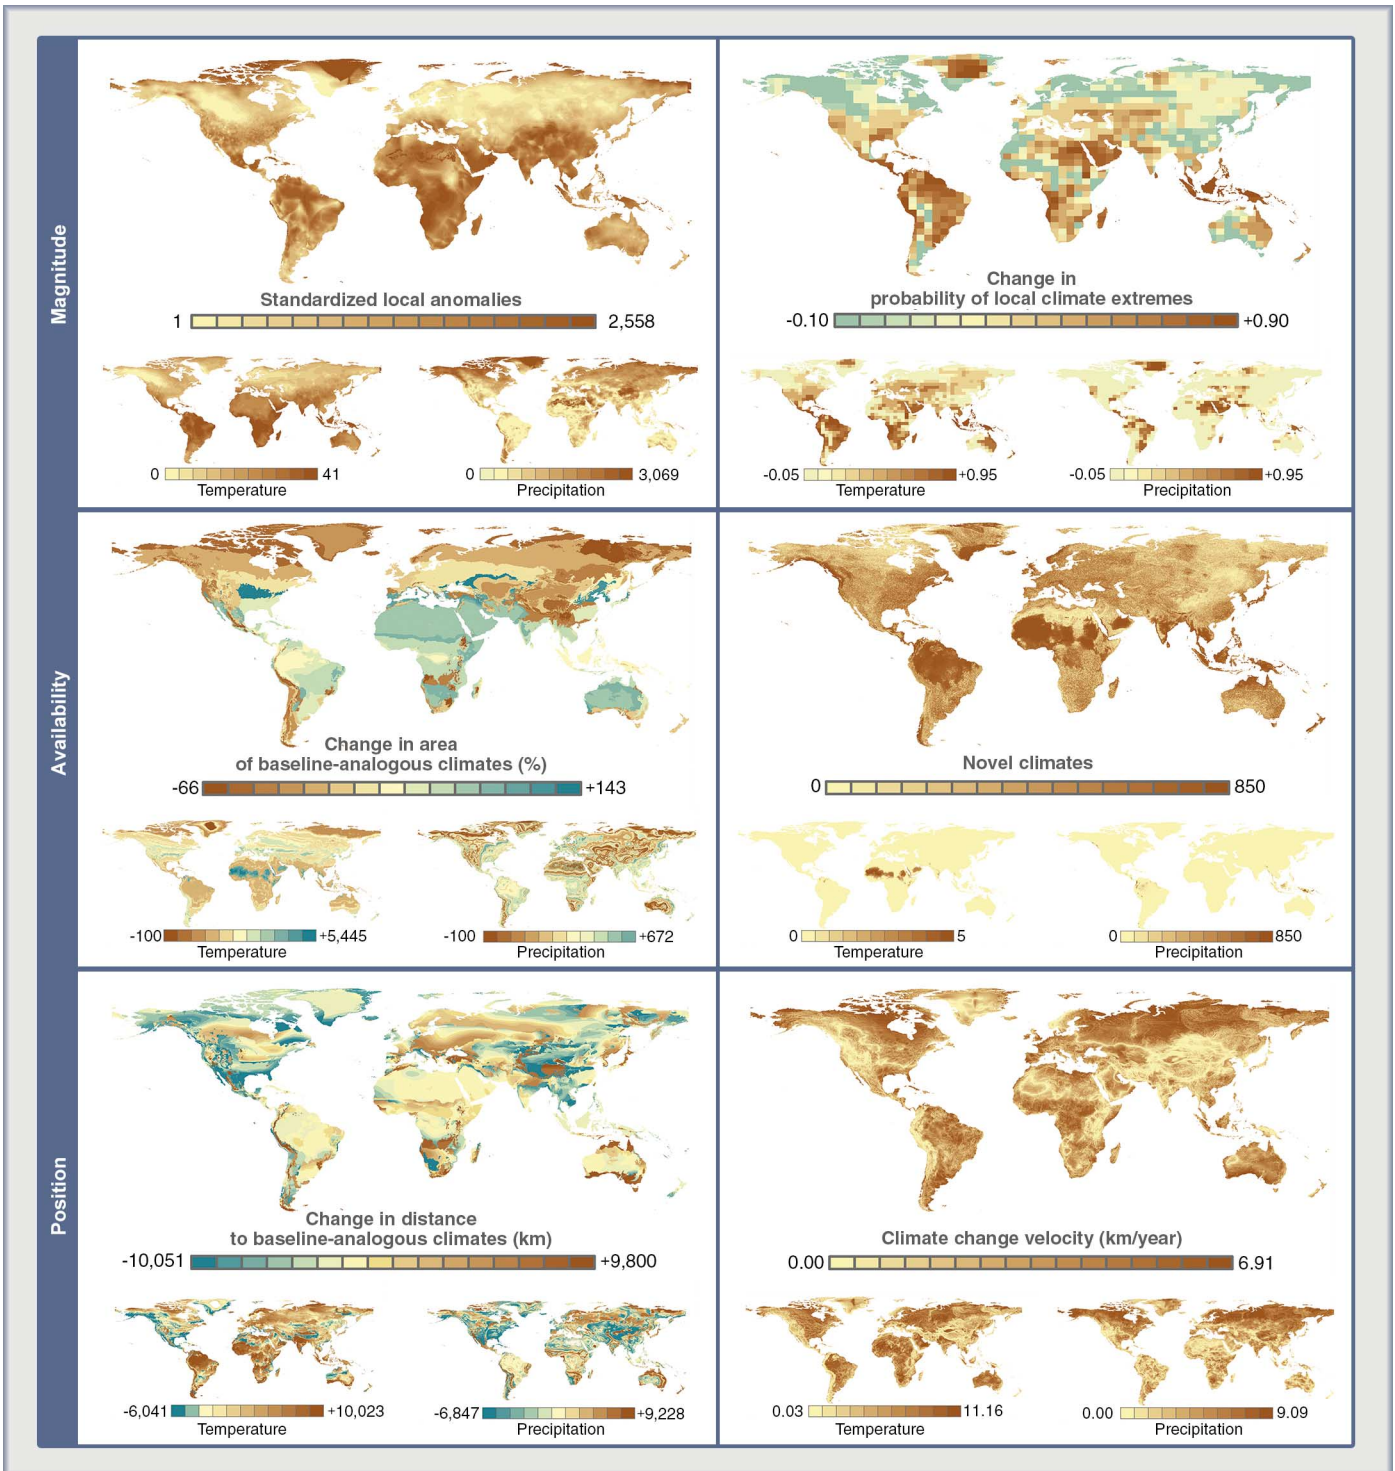 Magnitude
Standardized local anomalies
1 2,558
0 41
Temperature
0 3,069
Precipitation
Change in
probability of local climate extremes
-0.10 +0.90
-0.05 +0.95
Temperature
-0.05 +0.95
Precipitation
Availability
Change in area
of baseline-analogous climates (%)
-66 +143
-100 +5,445
Temperature
-100 +672
Precipitation
Novel climates
0 850
0 5
Temperature
0 850
Precipitation
Position
Change in distance
to baseline-analogous climates (km)
-10,051 +9,800
-6,041 +10,023
Temperature
-6,847 +9,228
Precipitation
Climate change velocity (km/year)
0.00 6.91
0.03 11.16
Temperature
0.00 9.09
Precipitation